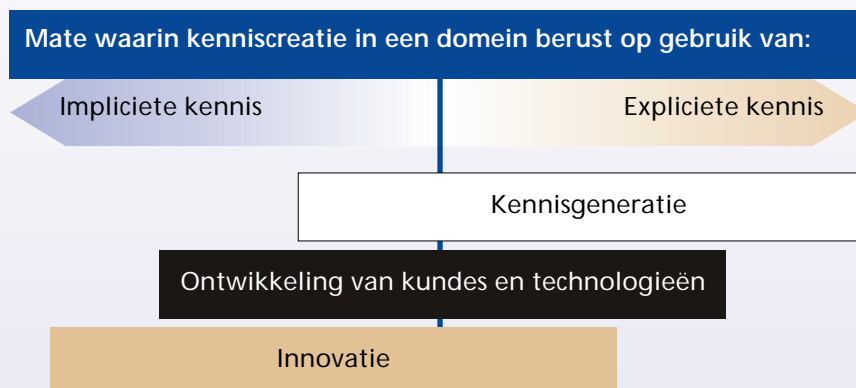 Mate waarin kenniscreatie in een domein berust op gebruik van:
Impliciete kennis
Expliciete kennis
Kennisgeneratie
Ontwikkeling van kundes en technologieën
Innovatie